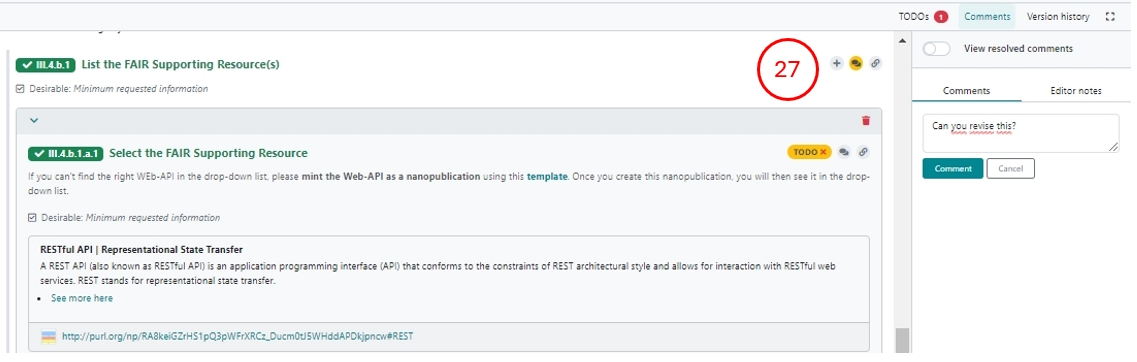 TODOs 1 Comments Version history
III.4.b.1 List the FAIR Supporting Resource(s)
27
View resolved comments
Desirable: Minimum requested information
Comments Editor notes
Can you revise this?
III.4.b.1.a.1 Select the FAIR Supporting Resource
TODO
Comment Cancel
If you can't find the right WEb-API in the drop-down list, please mint the Web-API as a nanopublication using this template. Once you create this nanopublication, you will then see it in the drop-
down list.
Desirable: Minimum requested information
RESTful API | Representational State Transfer
A REST API (also known as RESTful API) is an application programming interface (API) that conforms to the constraints of REST architectural style and allows for interaction with RESTful web
services. REST stands for representational state transfer.
See more here
http://purl.org/np/RA8keiGZrHS1pQ3pWFrXRCz_Ducm0tJ5WHddAPDkjpncw#REST